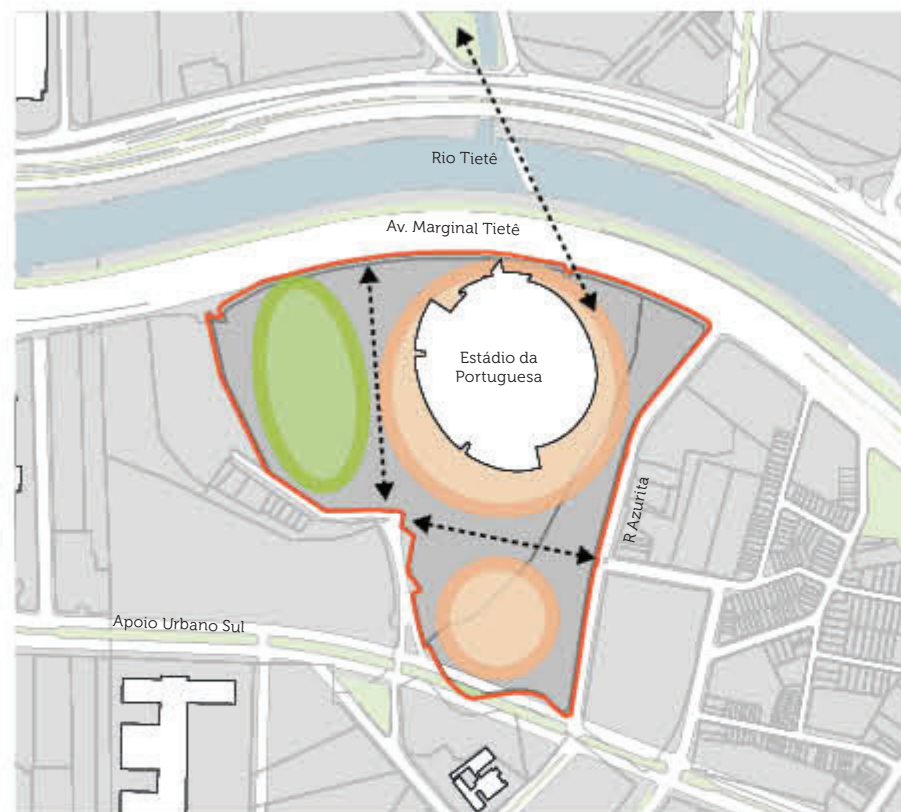 Rio Tietê
Av. Marginal Tietê
Estádio da
Portuguesa
R Azurita
Apoio Urbano Sul